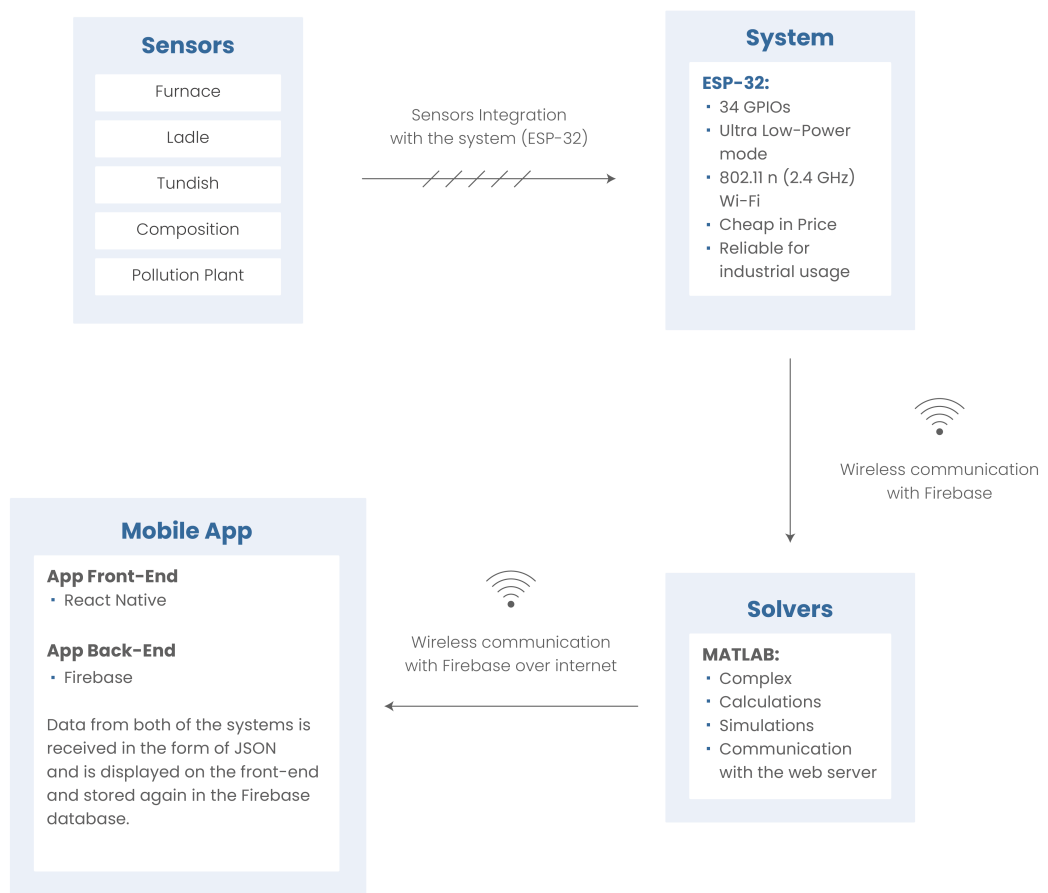 Sensors
Furnace
Ladle
Tundish
Composition
Pollution Plant
Sensors Integration
with the system (ESP-32)
System
ESP-32:
34 GPIOs
Ultra Low-Power
mode
802.11 n (2.4 GHz)
Wi-Fi
Cheap in Price
Reliable for
industrial usage
Wireless communication
with Firebase
Solvers
MATLAB:
Complex
Calculations
Simulations
Communication
with the web server
Wireless communication
with Firebase over internet
Mobile App
App Front-End
React Native
App Back-End
Firebase
Data from both of the systems is
received in the form of JSON
and is displayed on the front-end
and stored again in the Firebase
database.